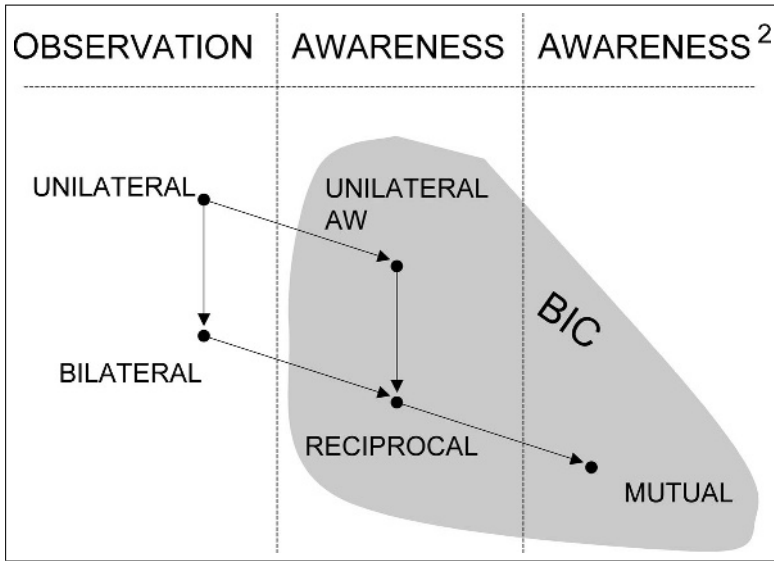 OBSERVATION
AWARENESS
AWARENESS ²
UNILATERAL
UNILATERAL
AW
BIC
BILATERAL
RECIPROCAL
MUTUAL